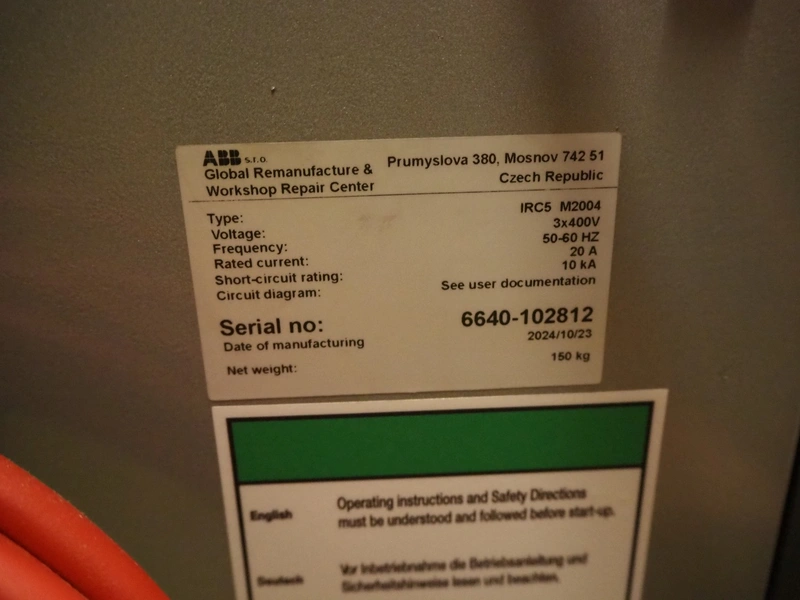 ABB s.r.o.
Global Remanufacture &
Workshop Repair Center
Prumyslova 380, Mosnov 742 51
Czech Republic
Type: IRC5 M2004
Voltage: 3x400V
Frequency: 50-60 HZ
Rated current: 20 A
Short-circuit rating: 10 kA
Circuit diagram: See user documentation
Serial no: 6640-102812
Date of manufacturing 2024/10/23
Net weight: 150 kg
English
Operating instructions and Safety Directions
must be understood and followed before start-up.
Deutsch
Vor Inbetriebnahme die Betriebsanleitung und
Sicherheitshinweise lesen und beachten.